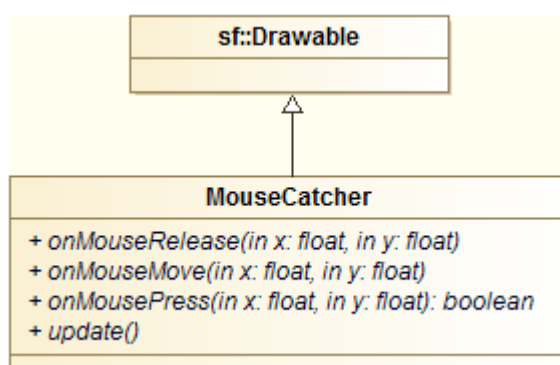 sf::Drawable
MouseCatcher
+ onMouseRelease(in x: float, in y: float)
+ onMouseMove(in x: float, in y: float)
+ onMousePress(in x: float, in y: float): boolean
+ update()